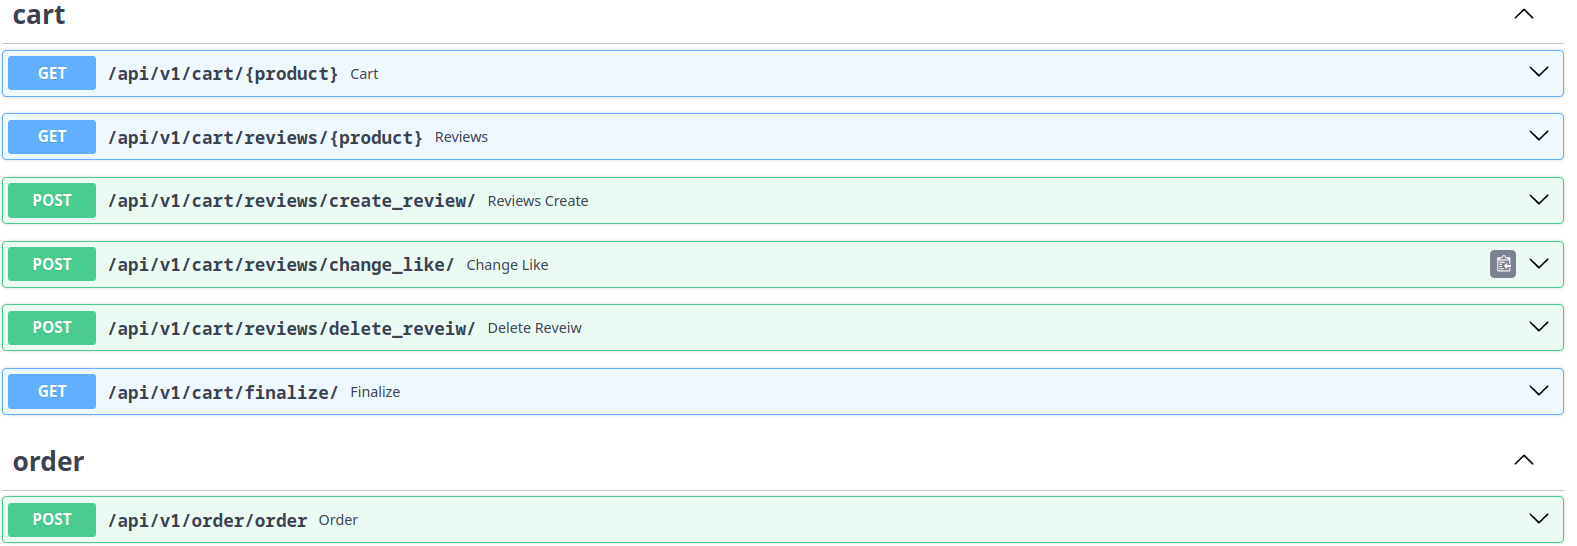 cart
GET /api/v1/cart/{product} Cart
GET /api/v1/cart/reviews/{product} Reviews
POST /api/v1/cart/reviews/create_review/ Reviews Create
POST /api/v1/cart/reviews/change_like/ Change Like
POST /api/v1/cart/reviews/delete_reveiw/ Delete Reveiw
GET /api/v1/cart/finalize/ Finalize
order
POST /api/v1/order/order Order